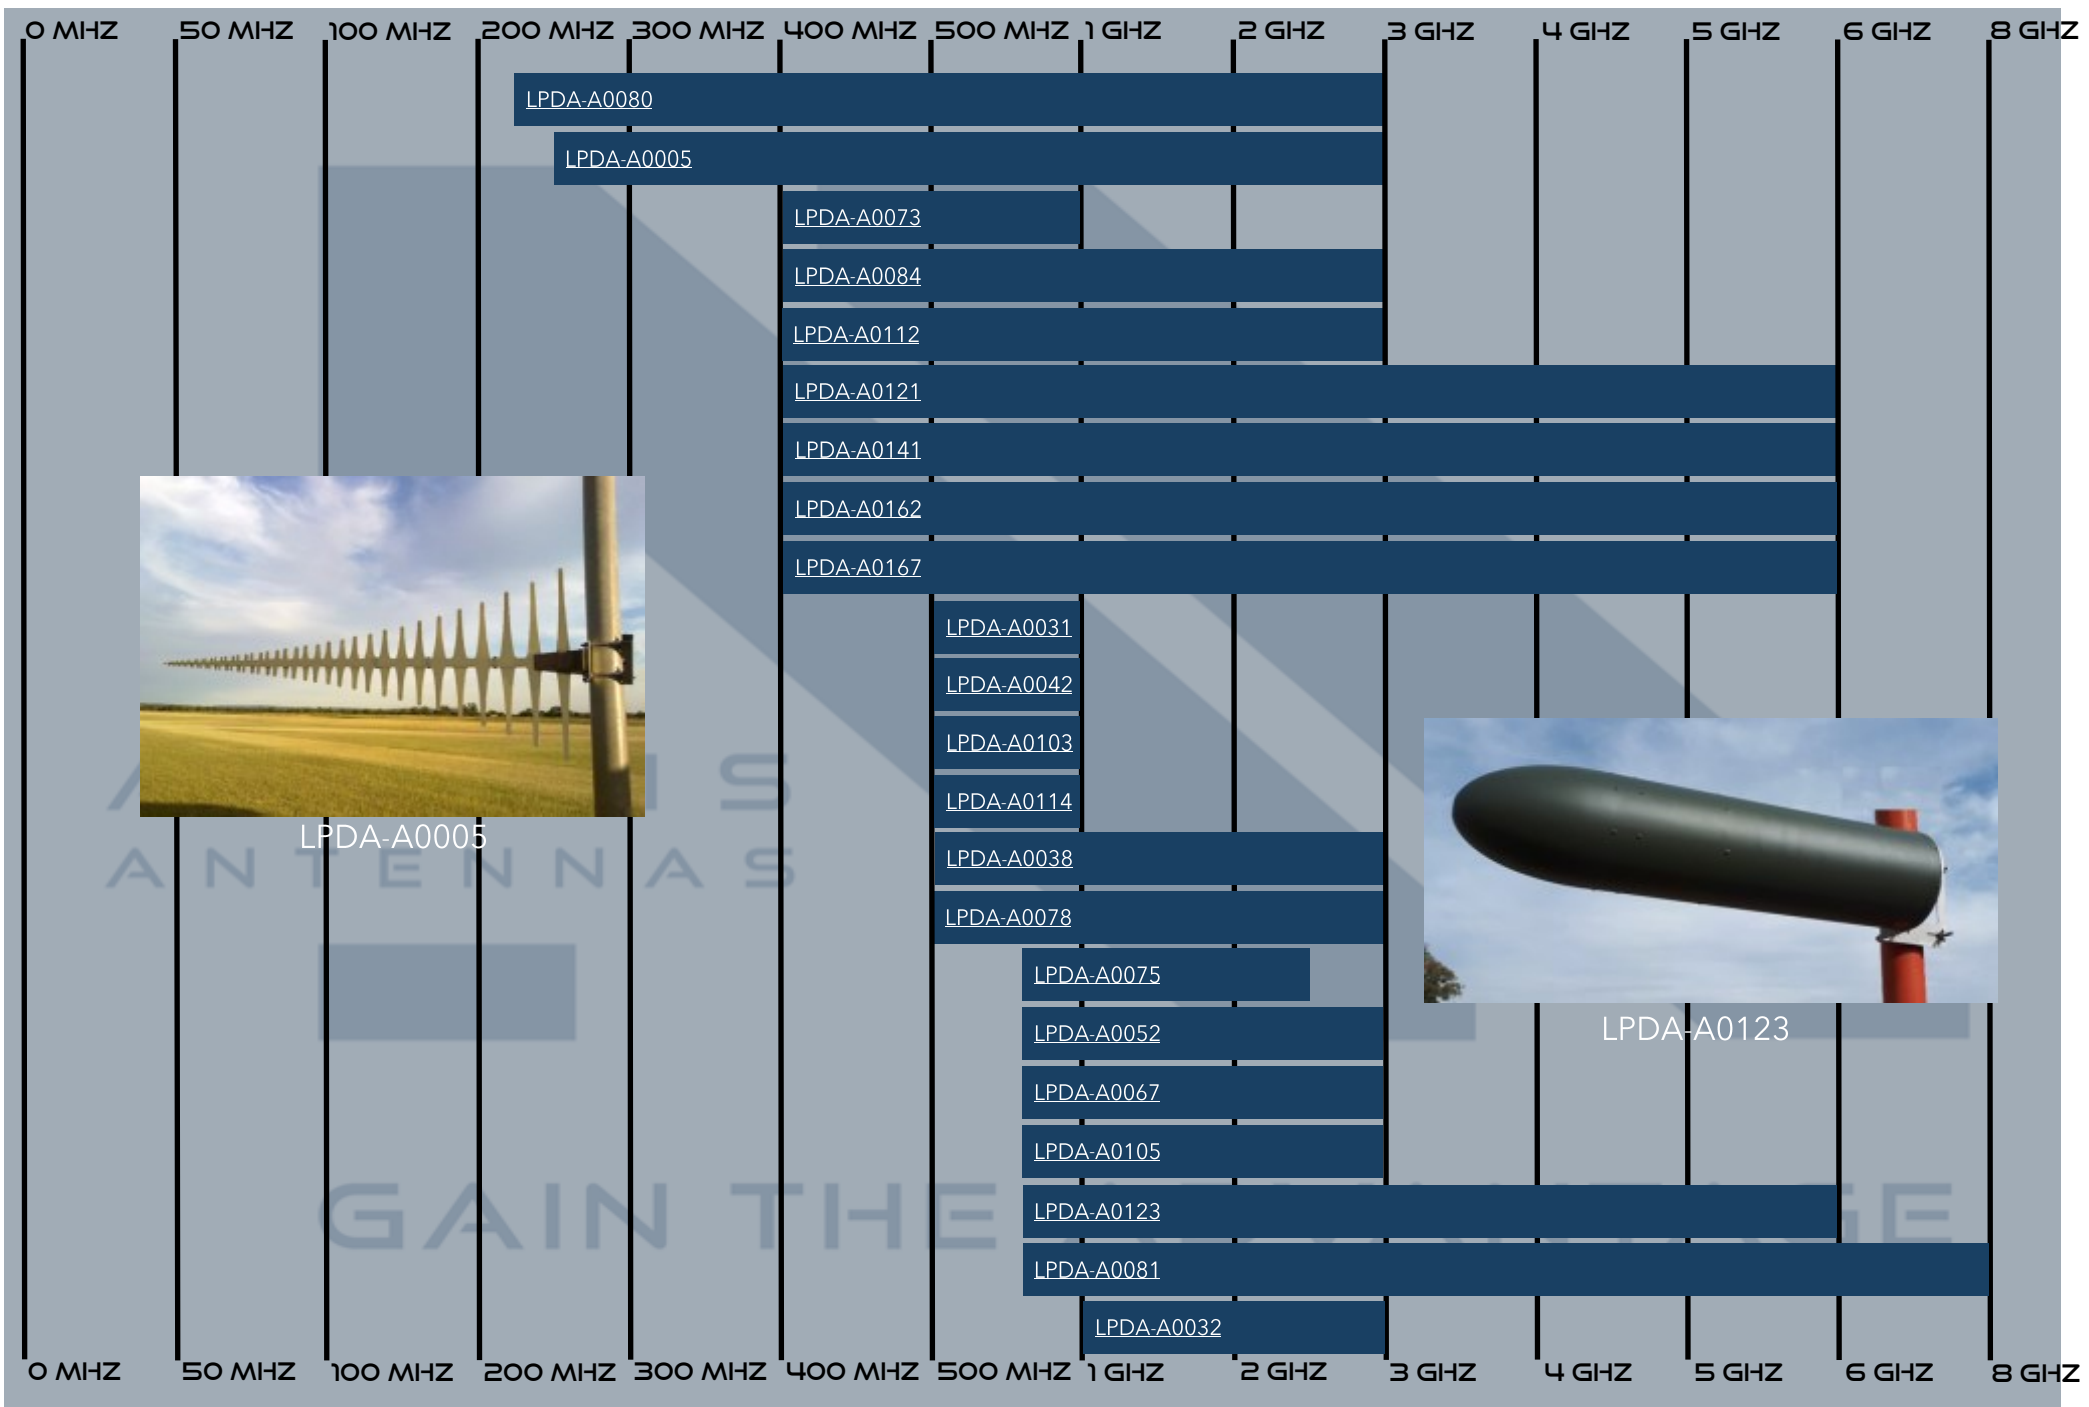 0 MHZ 50 MHZ 100 MHZ 200 MHZ 300 MHZ 400 MHZ 500 MHZ 1 GHZ 2 GHZ 3 GHZ 4 GHZ 5 GHZ 6 GHZ 8 GHZ
LPDA-A0080
LPDA-A0005
LPDA-A0073
LPDA-A0084
LPDA-A0112
LPDA-A0121
LPDA-A0141
LPDA-A0162
LPDA-A0167
LPDA-A0031
LPDA-A0042
LPDA-A0103
LPDA-A0114
LPDA-A0005
LPDA-A0038
ANTENNAS
LPDA-A0078
LPDA-A0075
LPDA-A0052
LPDA-A0123
LPDA-A0067
LPDA-A0105
GAIN THE
LPDA-A0123
LPDA-A0081
LPDA-A0032
0 MHZ 50 MHZ 100 MHZ 200 MHZ 300 MHZ 400 MHZ 500 MHZ 1 GHZ 2 GHZ 3 GHZ 4 GHZ 5 GHZ 6 GHZ 8 GHZ